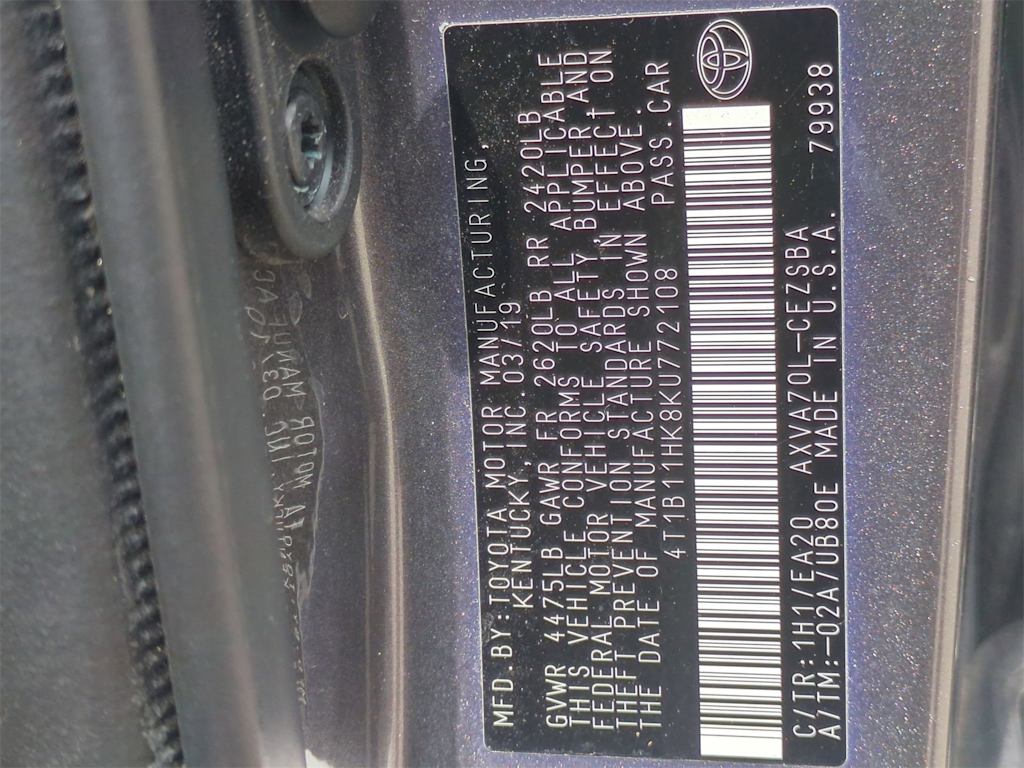 MFD.BY:TOYOTA MOTOR MANUFACTURING,
KENTUCKY, INC. 03/19
GVWR 4475LB GAWR FR 2620LB RR 2420LB
THIS VEHICLE CONFORMS TO ALL APPLICABLE
FEDERAL MOTOR VEHICLE SAFETY, BUMPER AND
THEFT PREVENTION STANDARDS IN EFFECT ON
THE DATE OF MANUFACTURE SHOWN ABOVE.
4T1B11HK8KU772108 PASS.CAR
C/TR:1H1/EA20 AXVA70L-CEZSBA
A/TM:-02A/UB80E MADE IN U.S.A. 79938